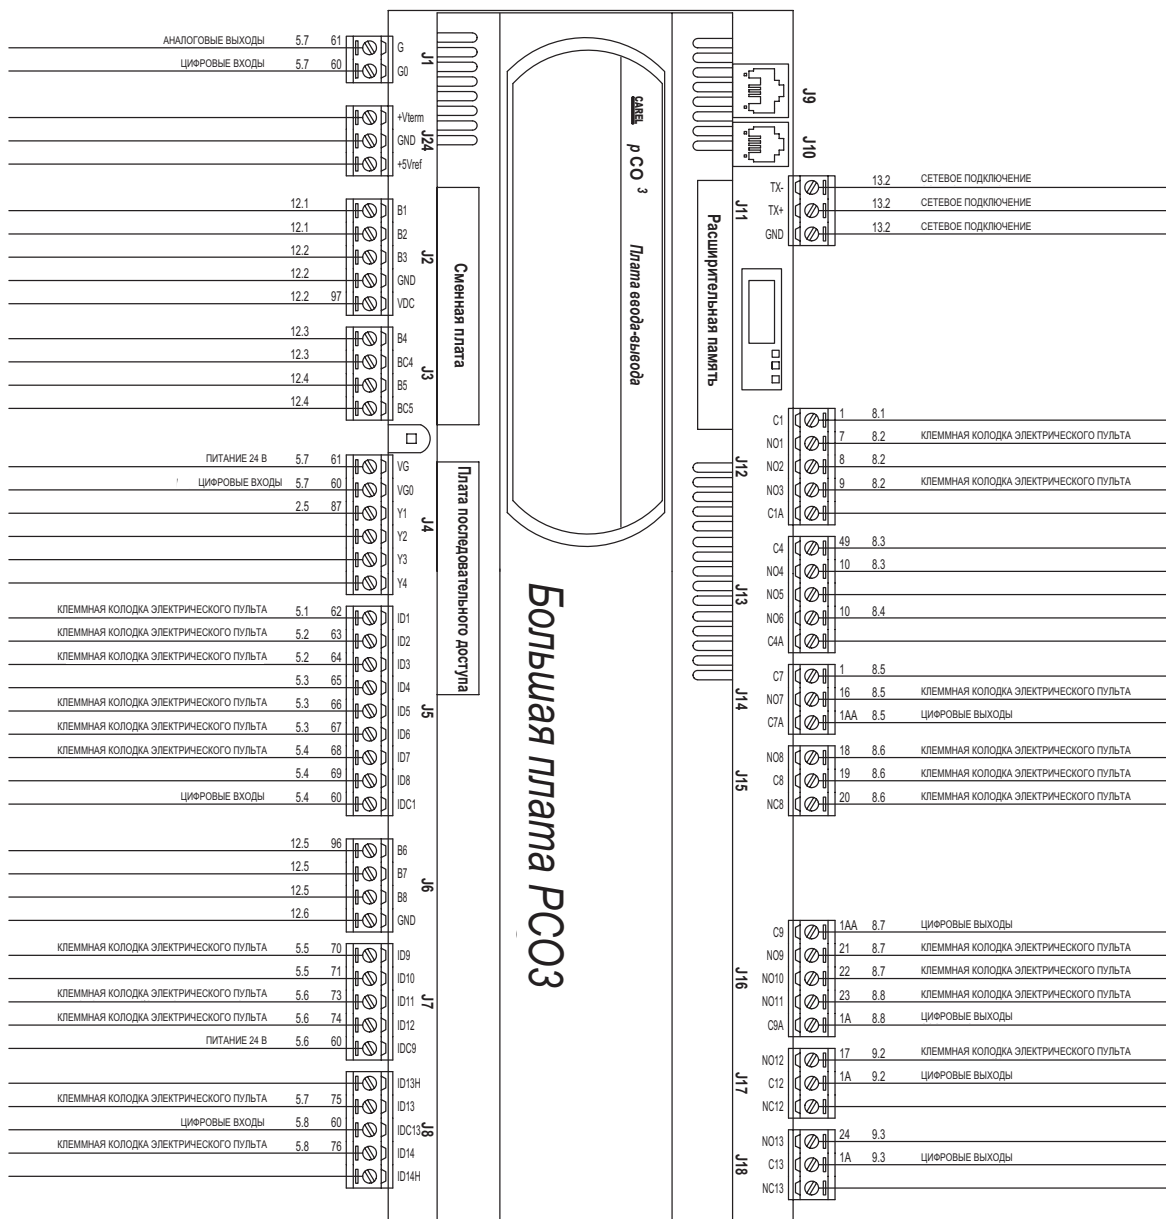 АНАЛОГОВЫЕ ВЫХОДЫ 5.7 61 G
ЦИФРОВЫЕ ВХОДЫ 5.7 60 G0
J1
+Vterm
GND
+5Vref
J24
12.1 B1
12.1 B2
12.2 B3
12.2 GND
12.2 97 VDC
J2
12.3 B4
12.3 BC4
12.4 B5
12.4 BC5
J3
ПИТАНИЕ 24 В 5.7 61 VG
ЦИФРОВЫЕ ВХОДЫ 5.7 60 VG0
2.5 87 Y1
Y2
Y3
Y4
J4
КЛЕММНАЯ КОЛОДКА ЭЛЕКТРИЧЕСКОГО ПУЛЬТА 5.1 62 ID1
КЛЕММНАЯ КОЛОДКА ЭЛЕКТРИЧЕСКОГО ПУЛЬТА 5.2 63 ID2
КЛЕММНАЯ КОЛОДКА ЭЛЕКТРИЧЕСКОГО ПУЛЬТА 5.2 64 ID3
5.3 65 ID4
КЛЕММНАЯ КОЛОДКА ЭЛЕКТРИЧЕСКОГО ПУЛЬТА 5.3 66 ID5
КЛЕММНАЯ КОЛОДКА ЭЛЕКТРИЧЕСКОГО ПУЛЬТА 5.3 67 ID6
КЛЕММНАЯ КОЛОДКА ЭЛЕКТРИЧЕСКОГО ПУЛЬТА 5.4 68 ID7
5.4 69 ID8
ЦИФРОВЫЕ ВХОДЫ 5.4 60 IDC1
J5
12.5 96 B6
12.5 B7
12.5 B8
12.6 GND
J6
КЛЕММНАЯ КОЛОДКА ЭЛЕКТРИЧЕСКОГО ПУЛЬТА 5.5 70 ID9
5.5 71 ID10
КЛЕММНАЯ КОЛОДКА ЭЛЕКТРИЧЕСКОГО ПУЛЬТА 5.6 73 ID11
КЛЕММНАЯ КОЛОДКА ЭЛЕКТРИЧЕСКОГО ПУЛЬТА 5.6 74 ID12
ПИТАНИЕ 24 В 5.6 60 IDC9
J7
ID13H
КЛЕММНАЯ КОЛОДКА ЭЛЕКТРИЧЕСКОГО ПУЛЬТА 5.7 75 ID13
ЦИФРОВЫЕ ВХОДЫ 5.8 60 IDC13
КЛЕММНАЯ КОЛОДКА ЭЛЕКТРИЧЕСКОГО ПУЛЬТА 5.8 76 ID14
ID14H
J8
Сменная плата
Плата последовательного доступа
CAREL
pCO 3
Плата ввода-вывода
Большая плата PCO3
Расширительная память
J9
J10
TX- 13.2 СЕТЕВОЕ ПОДКЛЮЧЕНИЕ
TX+ 13.2 СЕТЕВОЕ ПОДКЛЮЧЕНИЕ
GND 13.2 СЕТЕВОЕ ПОДКЛЮЧЕНИЕ
J11
C1 1 8.1
NO1 7 8.2 КЛЕММНАЯ КОЛОДКА ЭЛЕКТРИЧЕСКОГО ПУЛЬТА
NO2 8 8.2
NO3 9 8.2 КЛЕММНАЯ КОЛОДКА ЭЛЕКТРИЧЕСКОГО ПУЛЬТА
C1A
J12
C4 49 8.3
NO4 10 8.3
NO5
NO6 10 8.4
C4A
J13
C7 1 8.5
NO7 16 8.5 КЛЕММНАЯ КОЛОДКА ЭЛЕКТРИЧЕСКОГО ПУЛЬТА
C7A 1AA 8.5 ЦИФРОВЫЕ ВЫХОДЫ
J14
NO8 18 8.6 КЛЕММНАЯ КОЛОДКА ЭЛЕКТРИЧЕСКОГО ПУЛЬТА
C8 19 8.6 КЛЕММНАЯ КОЛОДКА ЭЛЕКТРИЧЕСКОГО ПУЛЬТА
NC8 20 8.6 КЛЕММНАЯ КОЛОДКА ЭЛЕКТРИЧЕСКОГО ПУЛЬТА
J15
C9 1AA 8.7 ЦИФРОВЫЕ ВЫХОДЫ
NO9 21 8.7 КЛЕММНАЯ КОЛОДКА ЭЛЕКТРИЧЕСКОГО ПУЛЬТА
NO10 22 8.7 КЛЕММНАЯ КОЛОДКА ЭЛЕКТРИЧЕСКОГО ПУЛЬТА
NO11 23 8.8 КЛЕММНАЯ КОЛОДКА ЭЛЕКТРИЧЕСКОГО ПУЛЬТА
C9A 1A 8.8 ЦИФРОВЫЕ ВЫХОДЫ
J16
NO12 17 9.2 КЛЕММНАЯ КОЛОДКА ЭЛЕКТРИЧЕСКОГО ПУЛЬТА
C12 1A 9.2 ЦИФРОВЫЕ ВЫХОДЫ
NC12
J17
NO13 24 9.3
C13 1A 9.3 ЦИФРОВЫЕ ВЫХОДЫ
NC13
J18